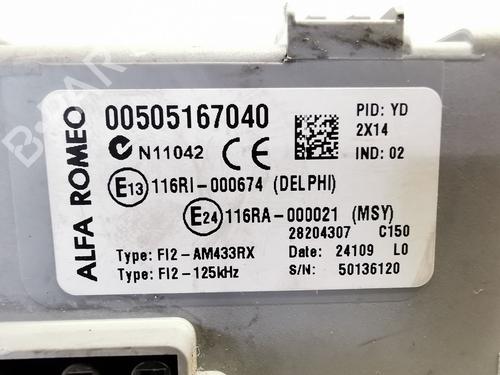 ALFA ROMEO
00505167040
PID: YD
2X14
N11042 CE
IND: 02
E13 116RI-000674 (DELPHI)
E24 116RA-000021 (MSY)
28204307 C150
Type: FI2-AM433RX
Date: 24109 L0
Type: FI2-125kHz
S/N: 50136120